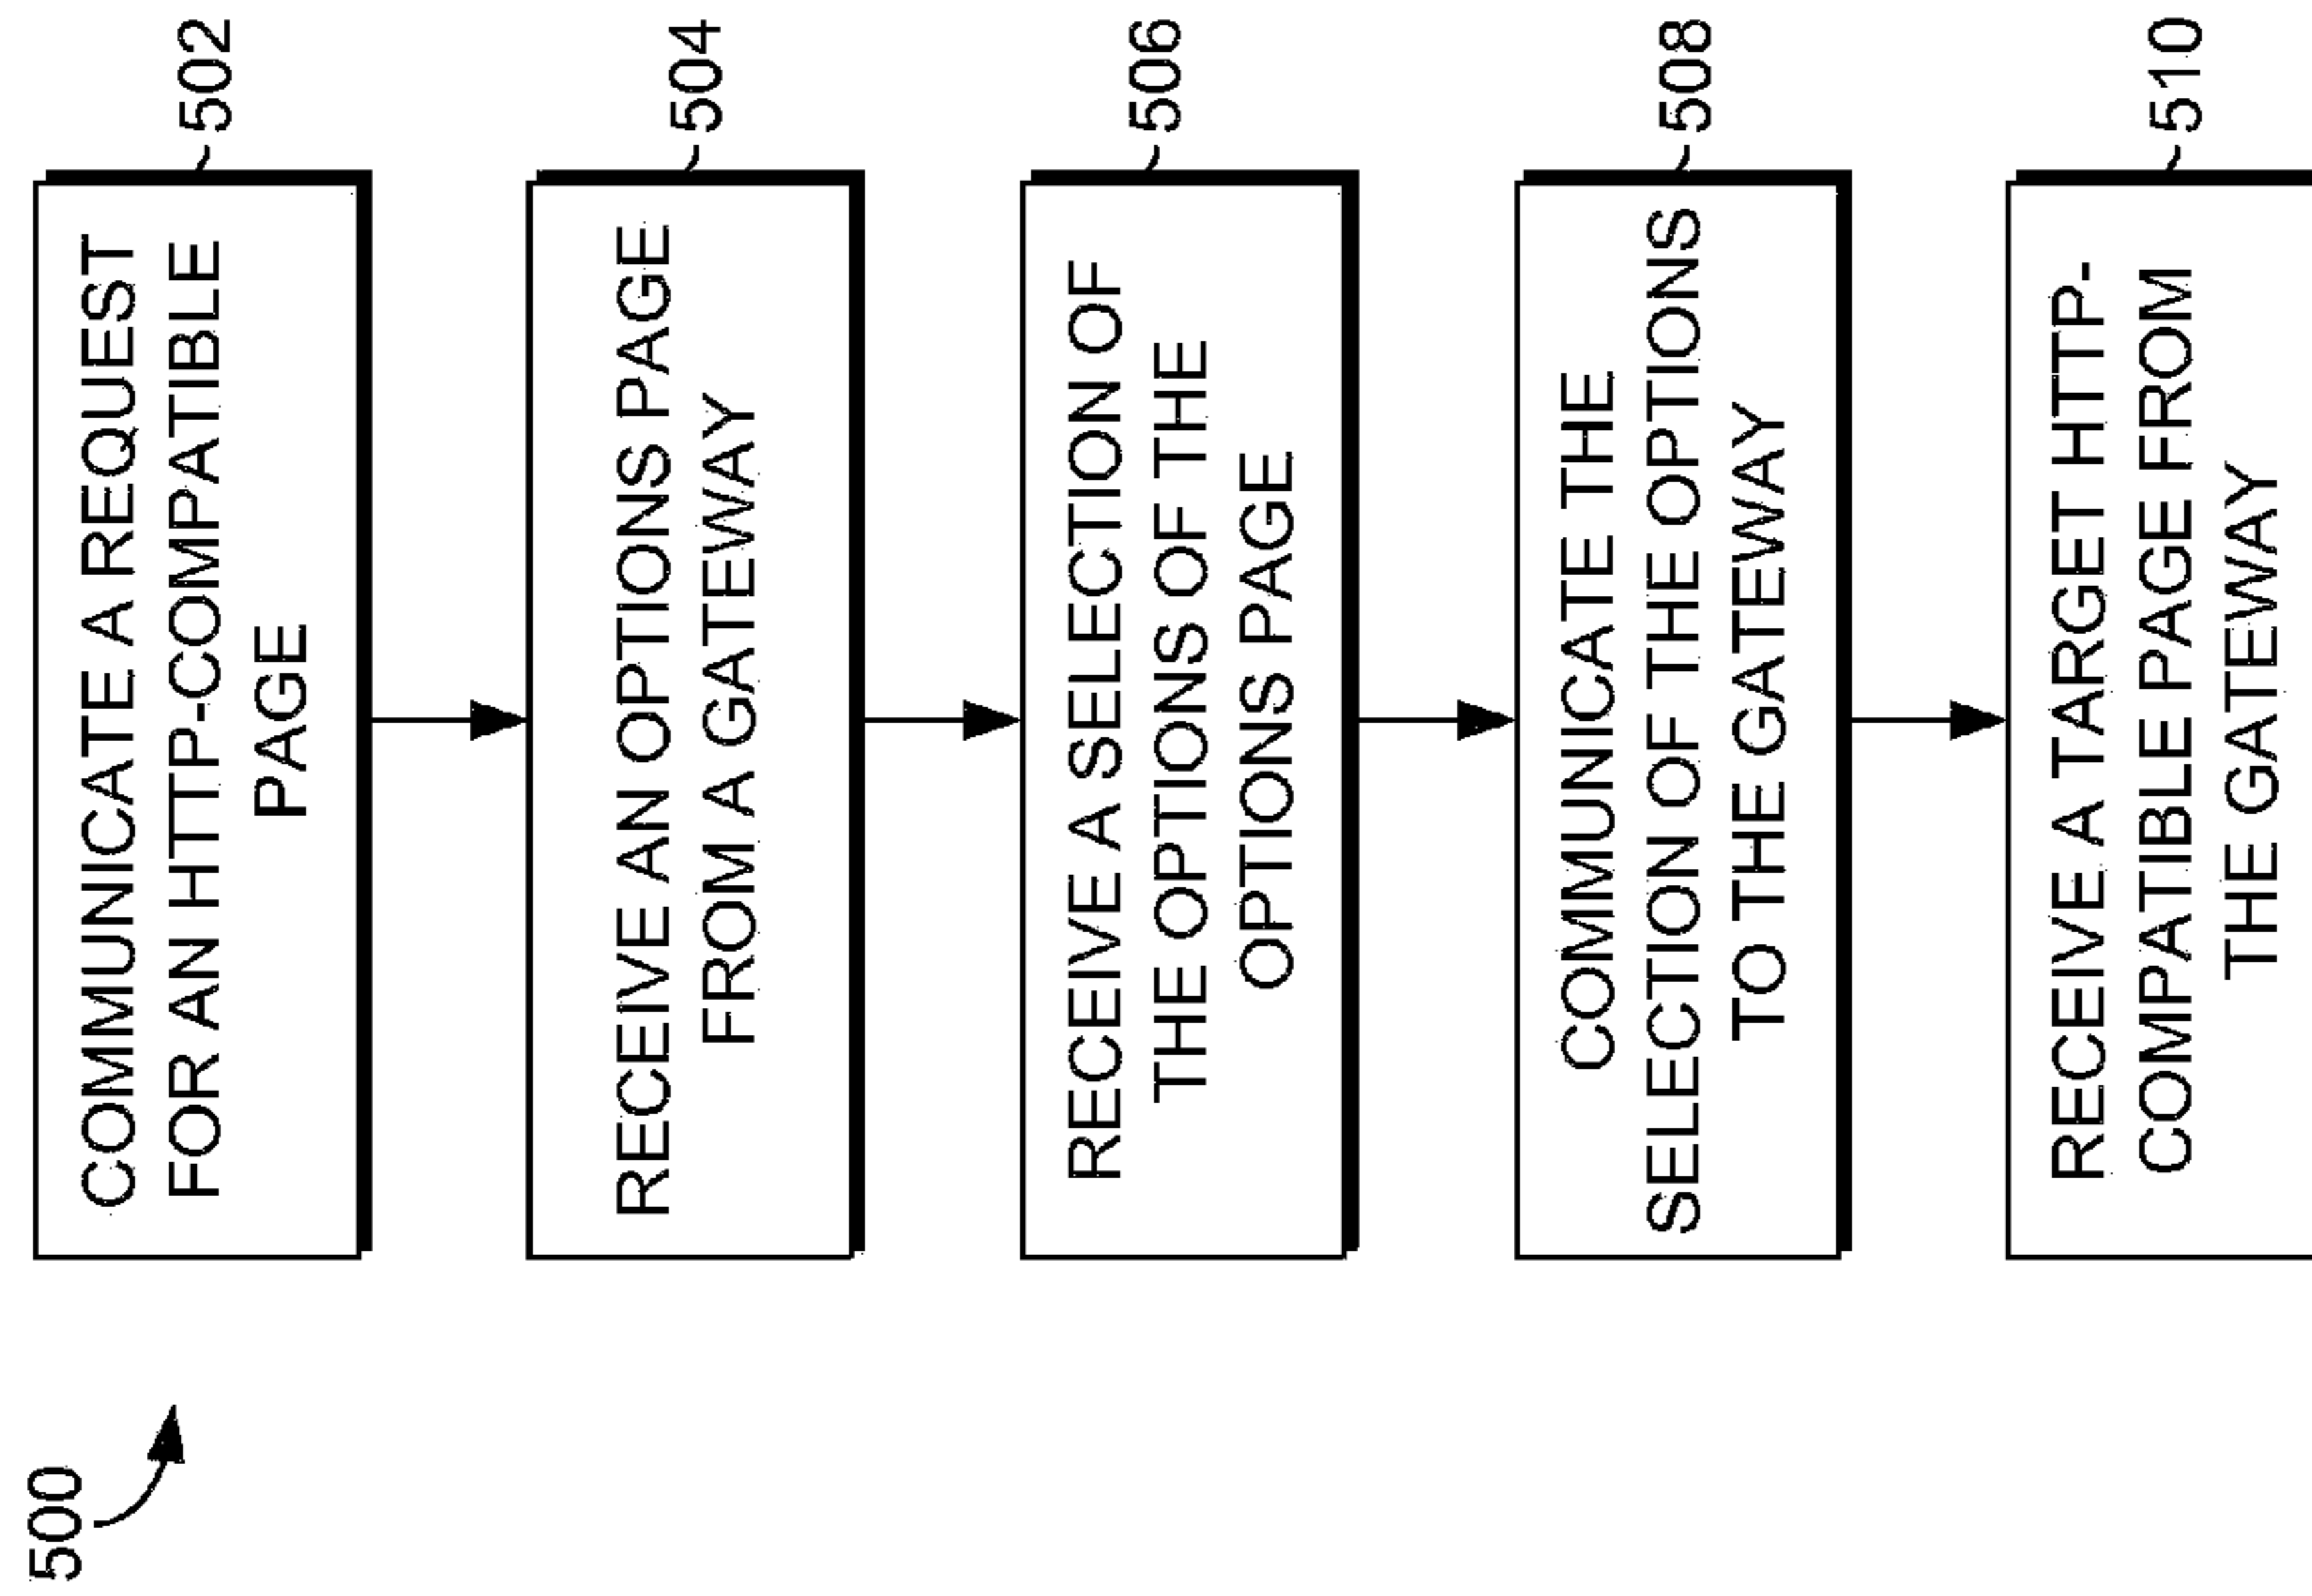 500
COMMUNICATE A REQUEST
FOR AN HTTP-COMPATIBLE
PAGE
502
RECEIVE AN OPTIONS PAGE
FROM A GATEWAY
504
RECEIVE A SELECTION OF
THE OPTIONS OF THE
OPTIONS PAGE
506
COMMUNICATE THE
SELECTION OF THE OPTIONS
TO THE GATEWAY
508
RECEIVE A TARGET HTTP-
COMPATIBLE PAGE FROM
THE GATEWAY
510